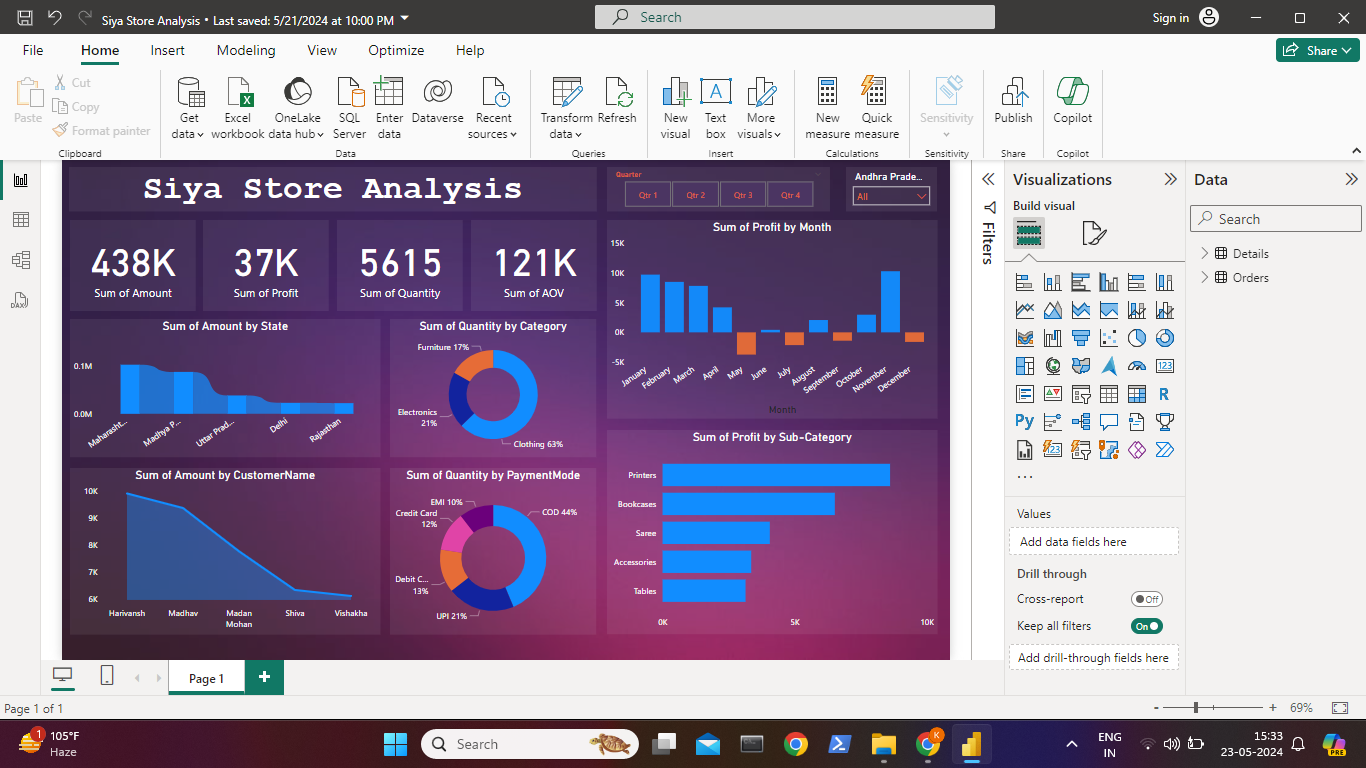 Siya Store Analysis • Last saved: 5/21/2024 at 10:00 PM
Search
Sign in
File
Home
Insert
Modeling
View
Optimize
Help
Share
Paste
Cut
Copy
Format painter
Get data
Excel workbook
OneLake data hub
SQL Server
Enter data
Dataverse
Recent sources
Transform data
Refresh
New visual
Text box
More visuals
New measure
Quick measure
Sensitivity
Publish
Copilot
Clipboard
Data
Queries
Insert
Calculations
Sensitivity
Share
Copilot
Siya Store Analysis
Quarter
Qtr 1
Qtr 2
Qtr 3
Qtr 4
Andhra Prade...
All
438K
Sum of Amount
37K
Sum of Profit
5615
Sum of Quantity
121K
Sum of AOV
Sum of Profit by Month
15K
10K
5K
0K
-5K
January
February
March
April
May
June
July
August
September
October
November
December
Month
Sum of Amount by State
0.1M
0.0M
Maharasht...
Madhya P...
Uttar Prad...
Delhi
Rajasthan
Sum of Quantity by Category
Furniture 17%
Electronics
21%
Clothing 63%
Sum of Profit by Sub-Category
Printers
Bookcases
Saree
Accessories
Tables
0K
5K
10K
Sum of Amount by CustomerName
10K
9K
8K
7K
6K
Harivansh
Madhav
Madan
Mohan
Shiva
Vishakha
Sum of Quantity by PaymentMode
EMI 10%
Credit Card
12%
COD 44%
Debit C...
13%
UPI 21%
Filters
Visualizations
Build visual
R
Py
123
123
DAX
Values
Add data fields here
Drill through
Cross-report
Off
Keep all filters
On
Add drill-through fields here
Data
Search
Details
Orders
Page 1
Page 1 of 1
- + 69%
1
105°F
Haze
Search
K
ENG
IN
15:33
23-05-2024
PRE